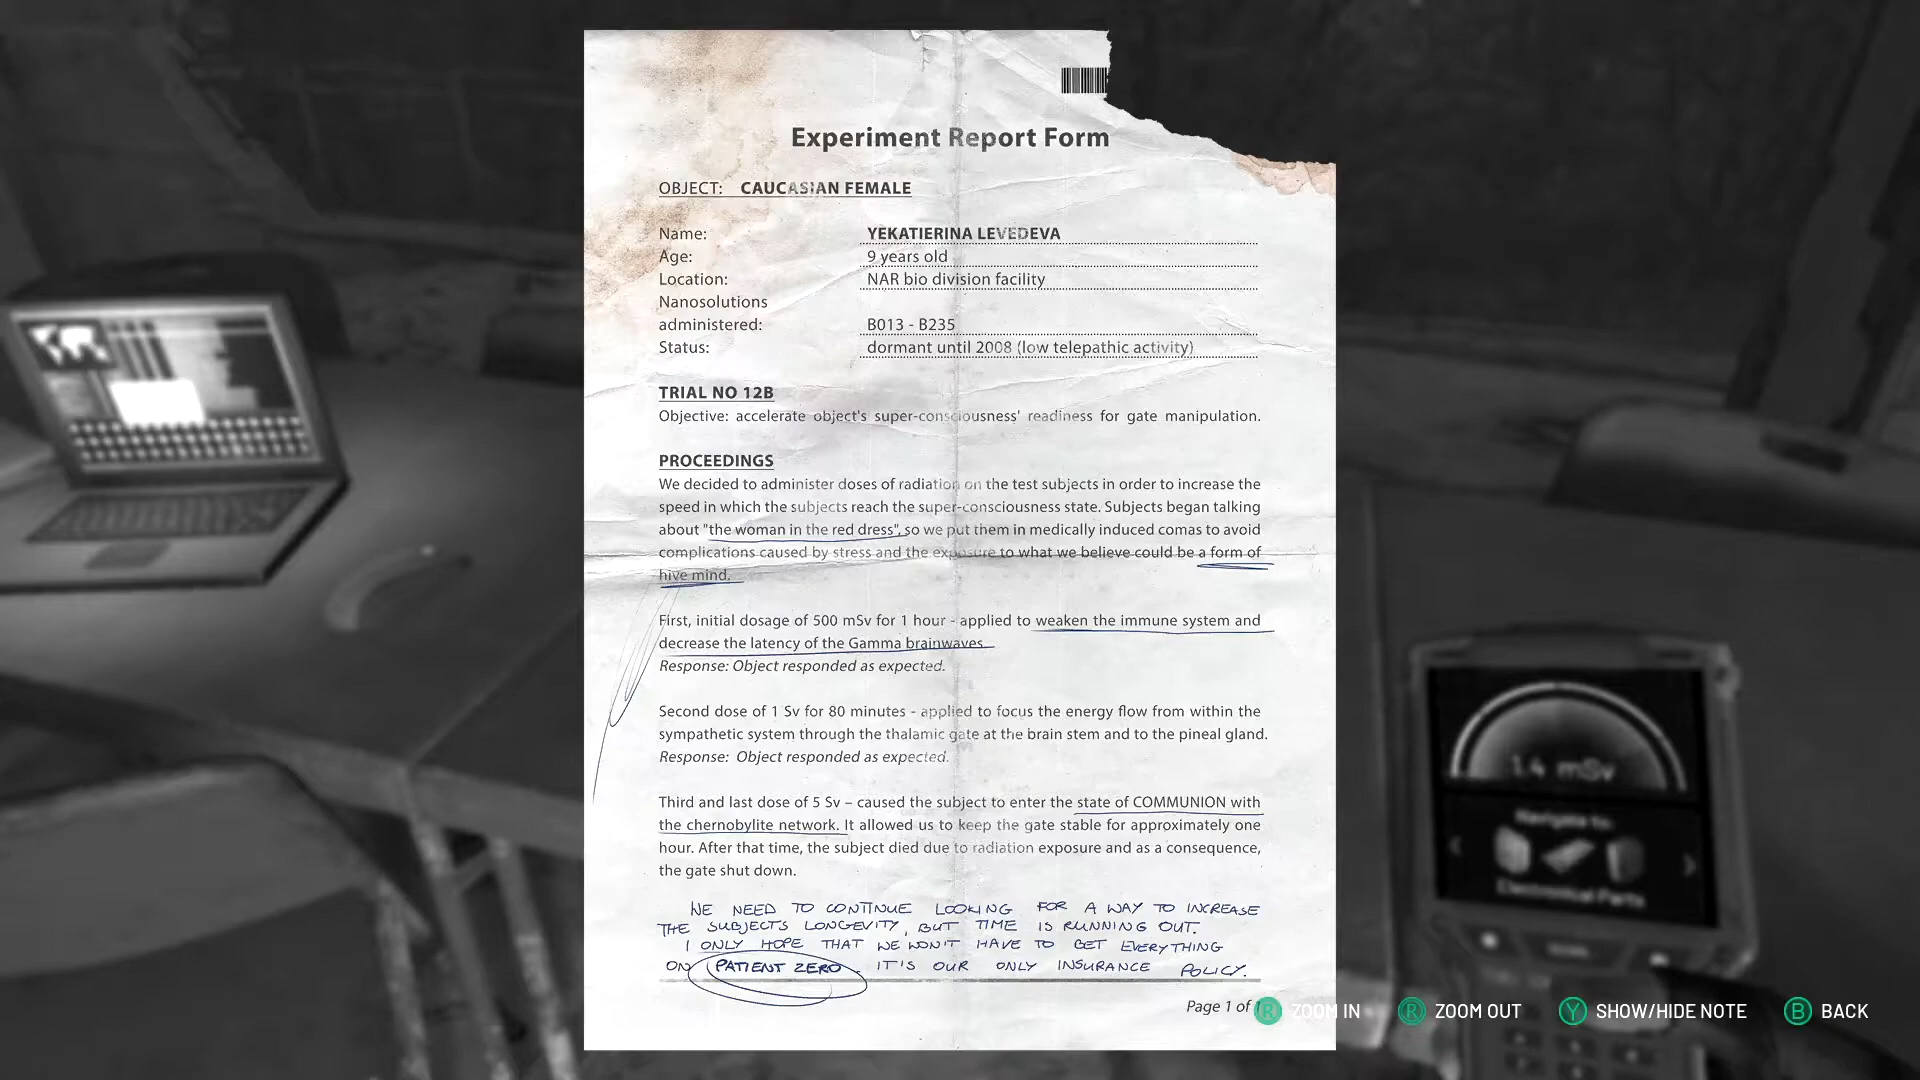 Experiment Report Form
OBJECT: CAUCASIAN FEMALE
Name: YEKATIERINA LEVEDEVA
Age: 9 years old
Location: NAR bio division facility
Nanosolutions
administered: B013 - B235
Status: dormant until 2008 (low telepathic activity)
TRIAL NO 12B
Objective: accelerate object's super-consciousness' readiness for gate manipulation.
PROCEEDINGS
We decided to administer doses of radiation on the test subjects in order to increase the
speed in which the subjects reach the super-consciousness state. Subjects began talking
about "the woman in the red dress", so we put them in medically induced comas to avoid
complications caused by stress and the exposure to what we believe could be a form of
hive mind.
First, initial dosage of 500 mSv for 1 hour - applied to weaken the immune system and
decrease the latency of the Gamma brainwaves.
Response: Object responded as expected.
Second dose of 1 Sv for 80 minutes - applied to focus the energy flow from within the
sympathetic system through the thalamic gate at the brain stem and to the pineal gland.
Response: Object responded as expected.
Third and last dose of 5 Sv – caused the subject to enter the state of COMMUNION with
the chernobylite network. It allowed us to keep the gate stable for approximately one
hour. After that time, the subject died due to radiation exposure and as a consequence,
the gate shut down.
WE NEED TO CONTINUE LOOKING FOR A WAY TO INCREASE
THE SUBJECTS LONGEVITY, BUT TIME IS RUNNING OUT.
I ONLY HOPE THAT WE WON'T HAVE TO BET EVERYTHING
ON PATIENT ZERO. IT'S OUR ONLY INSURANCE POLICY.
Page 1 of 1
1.4 mSv
Navigate to:
Electronical Parts
R ZOOM IN R ZOOM OUT Y SHOW/HIDE NOTE B BACK